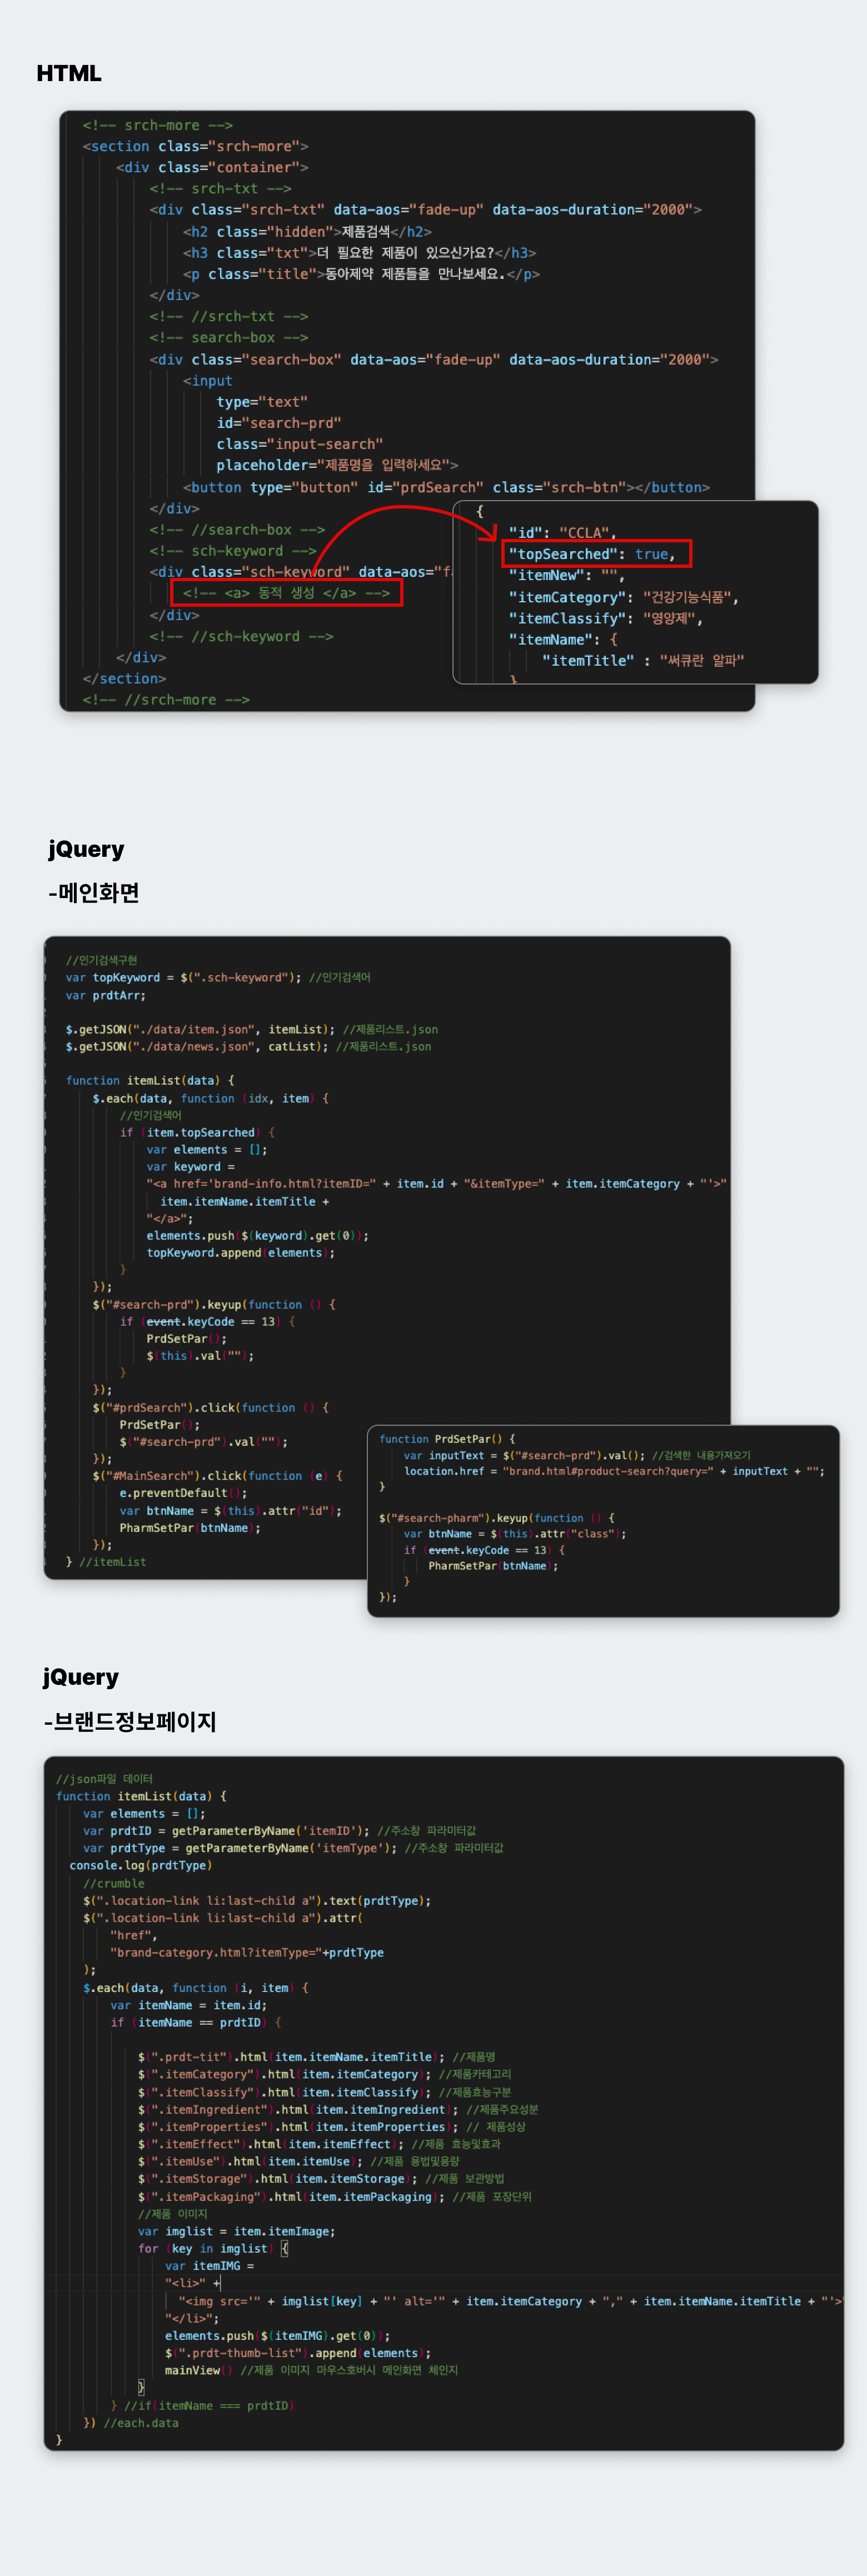 HTML
<!-- srch-more -->
<section class="srch-more">
<div class="container">
<!-- srch-txt -->
<div class="srch-txt" data-aos="fade-up" data-aos-duration="2000">
<h2 class="hidden">제품검색</h2>
<h3 class="txt">더 필요한 제품이 있으신가요?</h3>
<p class="title">동아제약 제품들을 만나보세요.</p>
</div>
<!-- //srch-txt -->
<!-- search-box -->
<div class="search-box" data-aos="fade-up" data-aos-duration="2000">
<input
type="text"
id="search-prd"
class="input-search"
placeholder="제품명을 입력하세요">
<button type="button" id="prdSearch" class="srch-btn"></button>
</div>
<!-- //search-box -->
<!-- sch-keyword -->
<div class="sch-keyword" data-aos="fa
<!-- <a> 동적 생성 </a> -->
</div>
<!-- //sch-keyword -->
</div>
</section>
<!-- //srch-more -->
{
"id": "CCLA",
"topSearched": true,
"itemNew": "",
"itemCategory": "건강기능식품",
"itemClassify": "영양제",
"itemName": {
"itemTitle" : "써큐란 알파"
}
jQuery
-메인화면
//인기검색구현
var topKeyword = $(".sch-keyword"); //인기검색어
var prdtArr;
$.getJSON("./data/item.json", itemList); //제품리스트.json
$.getJSON("./data/news.json", catList); //제품리스트.json
function itemList(data) {
$.each(data, function (idx, item) {
//인기검색어
if (item.topSearched) {
var elements = [];
var keyword =
"<a href='brand-info.html?itemID=" + item.id + "&itemType=" + item.itemCategory + "'>"
item.itemName.itemTitle +
"</a>";
elements.push($(keyword).get(0));
topKeyword.append(elements);
}
});
$("#search-prd").keyup(function () {
if (event.keyCode == 13) {
PrdSetPar();
$(this).val("");
}
});
$("#prdSearch").click(function () {
PrdSetPar();
$("#search-prd").val("");
});
$("#MainSearch").click(function (e) {
e.preventDefault();
var btnName = $(this).attr("id");
PharmSetPar(btnName);
});
} //itemList
function PrdSetPar() {
var inputText = $("#search-prd").val(); //검색한 내용가져오기
location.href = "brand.html#product-search?query=" + inputText + "";
}
$("#search-pharm").keyup(function () {
var btnName = $(this).attr("class");
if (event.keyCode == 13) {
PharmSetPar(btnName);
}
});
jQuery
-브랜드정보페이지
//json파일 데이터
function itemList(data) {
var elements = [];
var prdtID = getParameterByName('itemID'); //주소창 파라미터값
var prdtType = getParameterByName('itemType'); //주소창 파라미터값
console.log(prdtType)
//crumble
$(".location-link li:last-child a").text(prdtType);
$(".location-link li:last-child a").attr(
"href",
"brand-category.html?itemType="+prdtType
);
$.each(data, function (i, item) {
var itemName = item.id;
if (itemName == prdtID) {
$(".prdt-tit").html(item.itemName.itemTitle); //제품명
$(".itemCategory").html(item.itemCategory); //제품카테고리
$(".itemClassify").html(item.itemClassify); //제품효능구분
$(".itemIngredient").html(item.itemIngredient); //제품주요성분
$(".itemProperties").html(item.itemProperties); // 제품성상
$(".itemEffect").html(item.itemEffect); //제품 효능및효과
$(".itemUse").html(item.itemUse); //제품 용법및용량
$(".itemStorage").html(item.itemStorage); //제품 보관방법
$(".itemPackaging").html(item.itemPackaging); //제품 포장단위
//제품 이미지
var imglist = item.itemImage;
for (key in imglist) {
var itemIMG =
"<li>" +
"<img src='" + imglist[key] + "' alt='" + item.itemCategory + "," + item.itemName.itemTitle + "'>"
"</li>";
elements.push($(itemIMG).get(0));
$(".prdt-thumb-list").append(elements);
mainView() //제품 이미지 마우스호버시 메인화면 체인지
}
} //if(itemName === prdtID)
}) //each.data
}